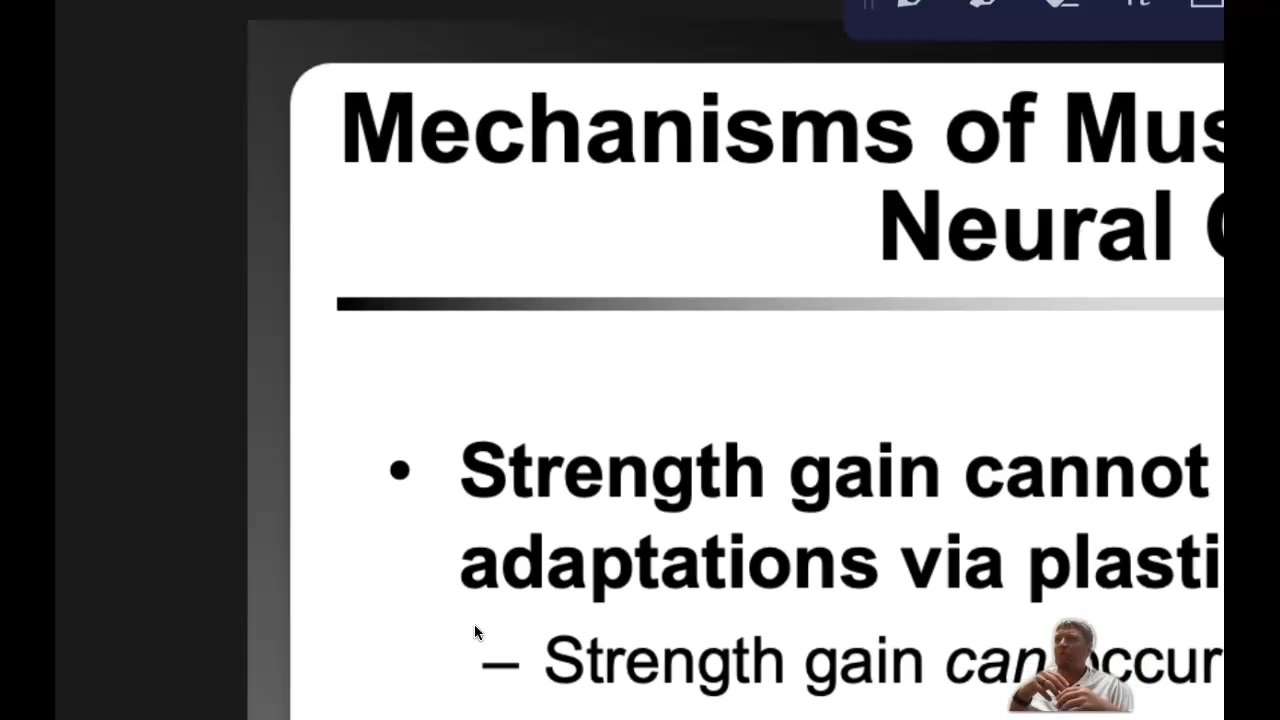 Mechanisms of Mus
Neural
• Strength gain cannot
adaptations via plasti
– Strength gain can occur